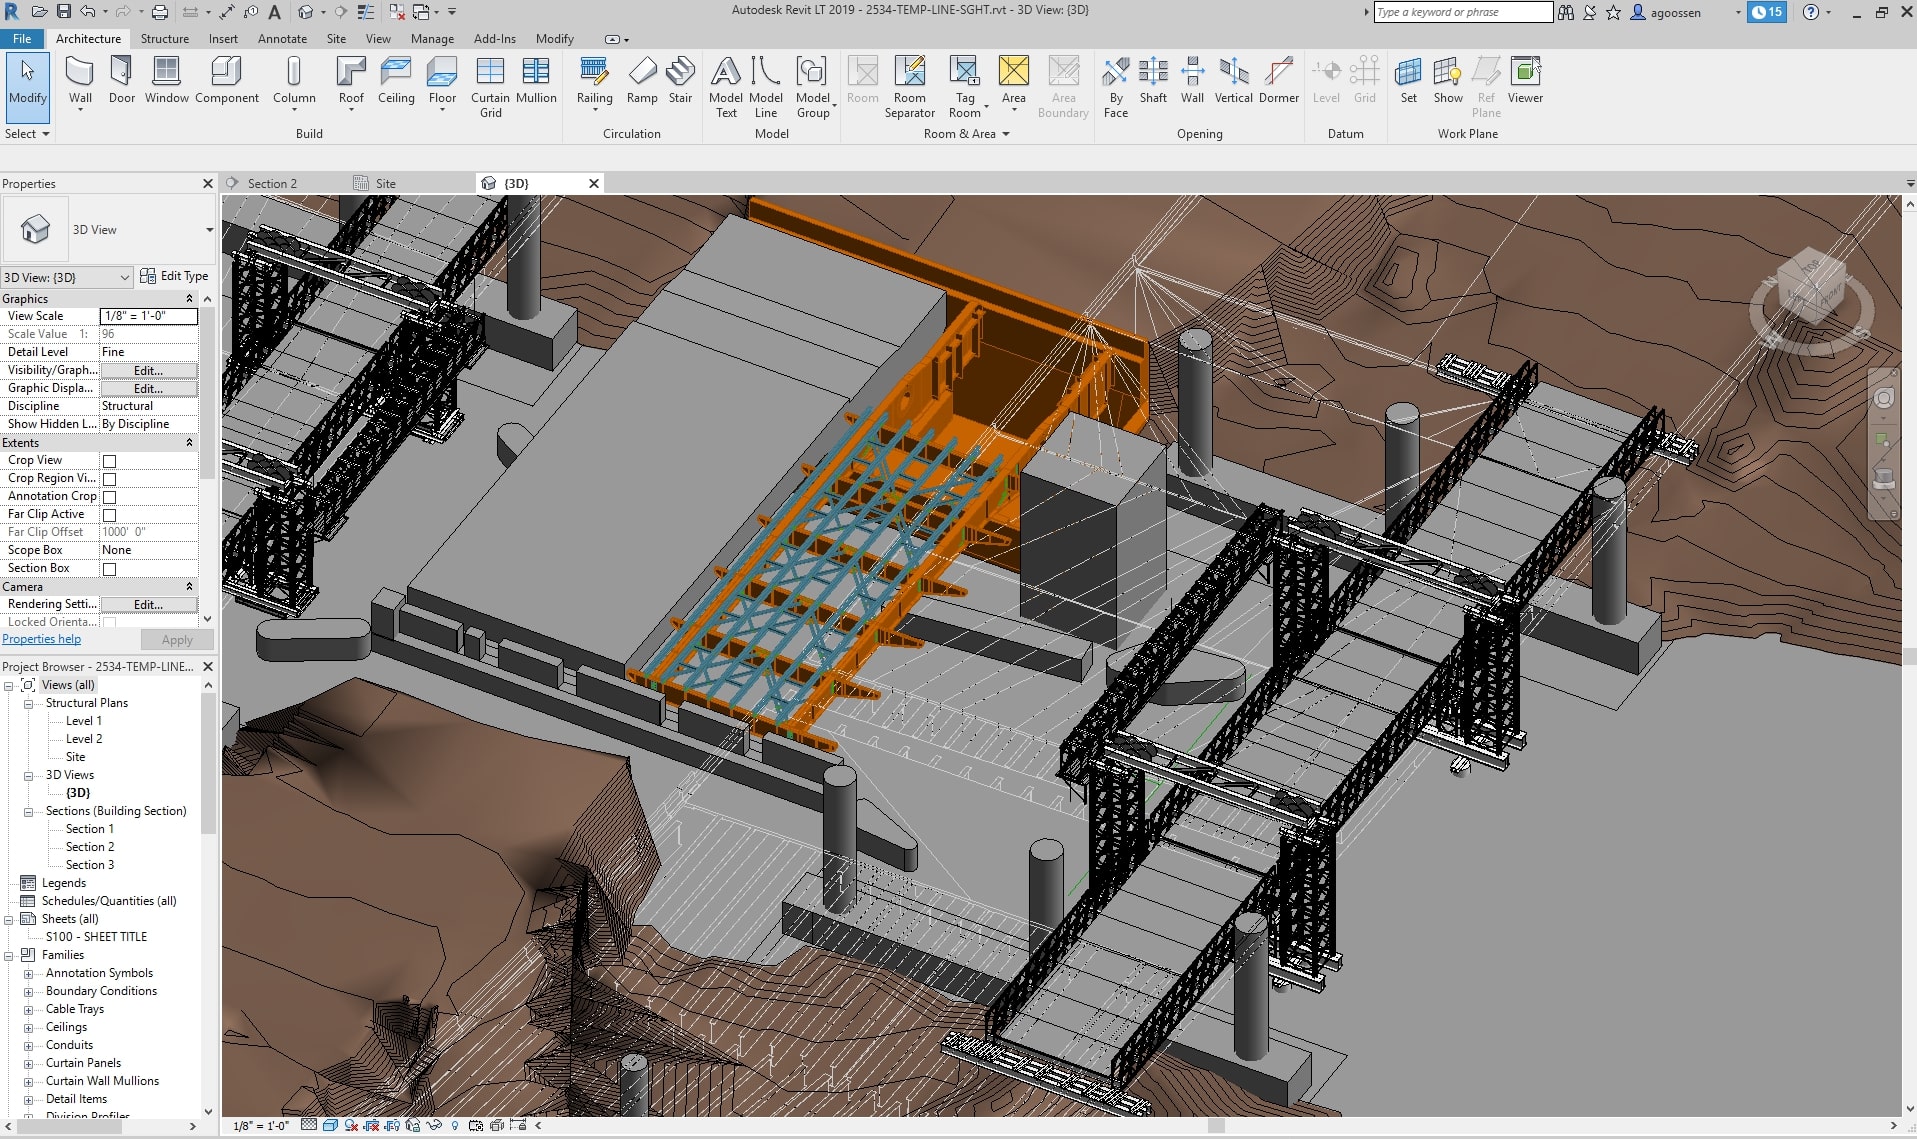 Autodesk Revit LT 2019 - 2534-TEMP-LINE-SGHT.rvt - 3D View: {3D}
Type a keyword or phrase
agoossen
15
File Architecture Structure Insert Annotate Site View Manage Add-Ins Modify
Modify Wall Door Window Component Column Roof Ceiling Floor Curtain Grid Mullion Railing Ramp Stair Model Text Model Line Model Group Room Room Separator Tag Room Area Area Boundary By Face Shaft Wall Vertical Dormer Level Grid Set Show Ref Plane Viewer
Select Build Circulation Model Room & Area Opening Datum Work Plane
Properties
Section 2 Site {3D}
3D View
3D View: {3D} Edit Type
Graphics
View Scale 1/8" = 1'-0"
Scale Value 1: 96
Detail Level Fine
Visibility/Graph... Edit...
Graphic Displa... Edit...
Discipline Structural
Show Hidden L... By Discipline
Extents
Crop View
Crop Region Vi...
Annotation Crop
Far Clip Active
Far Clip Offset 1000' 0"
Scope Box None
Section Box
Camera
Rendering Setti... Edit...
Locked Orienta...
Properties help Apply
Project Browser - 2534-TEMP-LINE...
Views (all)
Structural Plans
Level 1
Level 2
Site
3D Views
{3D}
Sections (Building Section)
Section 1
Section 2
Section 3
Legends
Schedules/Quantities (all)
Sheets (all)
S100 - SHEET TITLE
Families
Annotation Symbols
Boundary Conditions
Cable Trays
Ceilings
Conduits
Curtain Panels
Curtain Wall Mullions
Detail Items
Division Profiles
TOP
FRONT
N
S
1/8" = 1'-0"